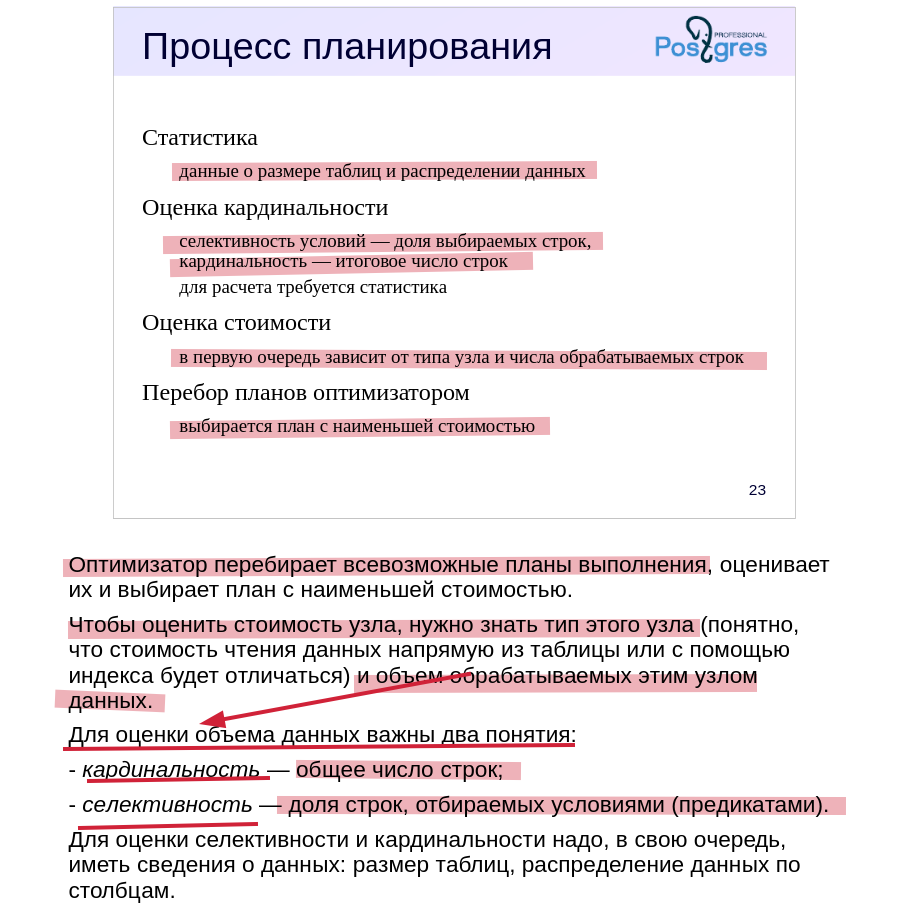 Процесс планирования
PROFESSIONAL
Postgres
Статистика
данные о размере таблиц и распределении данных
Оценка кардинальности
селективность условий — доля выбираемых строк,
кардинальность — итоговое число строк
для расчета требуется статистика
Оценка стоимости
в первую очередь зависит от типа узла и числа обрабатываемых строк
Перебор планов оптимизатором
выбирается план с наименьшей стоимостью
23
Оптимизатор перебирает всевозможные планы выполнения, оценивает
их и выбирает план с наименьшей стоимостью.
Чтобы оценить стоимость узла, нужно знать тип этого узла (понятно,
что стоимость чтения данных напрямую из таблицы или с помощью
индекса будет отличаться) и объем обрабатываемых этим узлом
данных.
Для оценки объема данных важны два понятия:
- кардинальность — общее число строк;
- селективность — доля строк, отбираемых условиями (предикатами).
Для оценки селективности и кардинальности надо, в свою очередь,
иметь сведения о данных: размер таблиц, распределение данных по
столбцам.